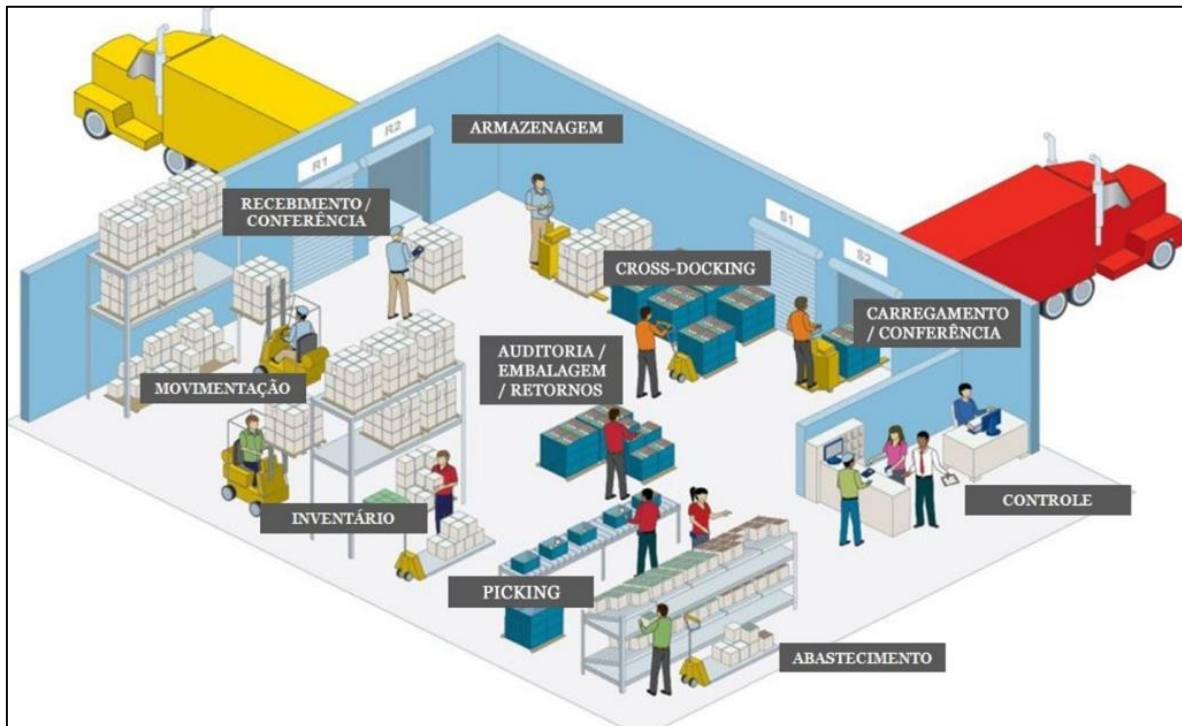 ARMAZENAGEM
R2
R1
RECEBIMENTO /
CONFERÊNCIA
S1
S2
CROSS-DOCKING
CARREGAMENTO
/ CONFERÊNCIA
AUDITORIA /
EMBALAGEM
/ RETORNOS
MOVIMENTAÇÃO
CONTROLE
INVENTÁRIO
PICKING
ABASTECIMENTO